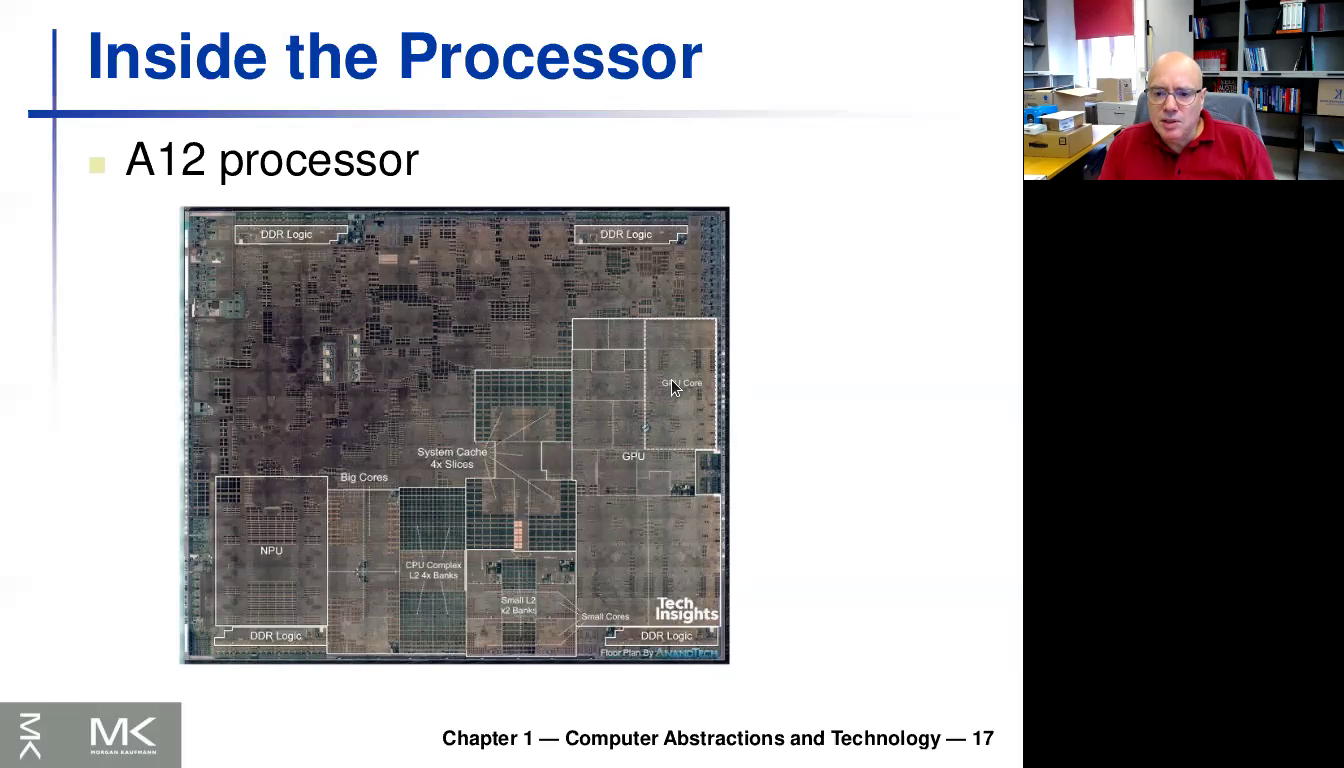 Inside the Processor
A12 processor
DDR Logic
DDR Logic
GPU Core
System Cache
4x Slices
GPU
Big Cores
NPU
CPU Complex
L2 4x Banks
Small L2
x2 Banks
Small Cores
Tech
Insights
DDR Logic
DDR Logic
Floor Plan By ANANDTECH
MK
MK
MORGAN KAUFMANN
Chapter 1 — Computer Abstractions and Technology — 17